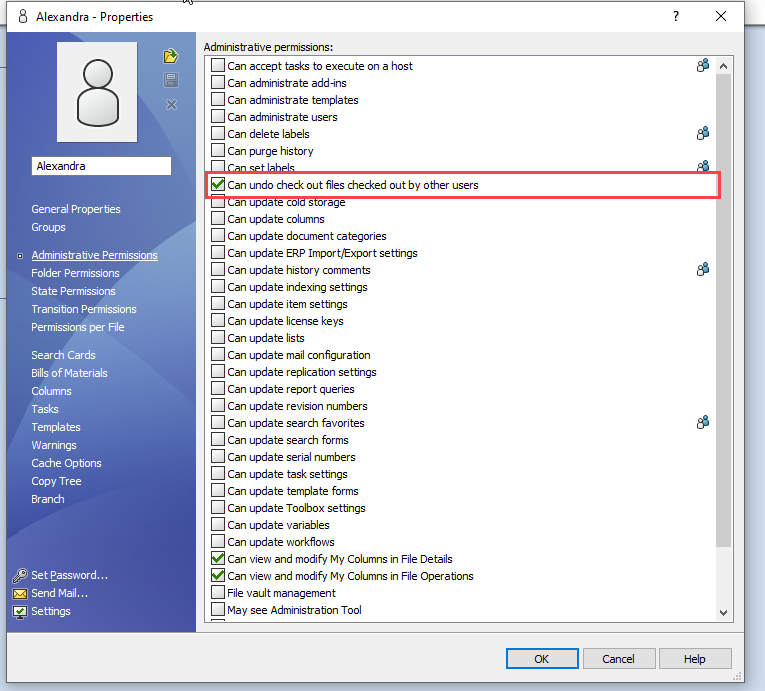 Alexandra - Properties
?
Alexandra
General Properties
Groups
Administrative Permissions
Folder Permissions
State Permissions
Transition Permissions
Permissions per File
Search Cards
Bills of Materials
Columns
Tasks
Templates
Warnings
Cache Options
Copy Tree
Branch
Set Password...
Send Mail...
Settings
Administrative permissions:
Can accept tasks to execute on a host
Can administrate add-ins
Can administrate templates
Can administrate users
Can delete labels
Can purge history
Can set labels
Can undo check out files checked out by other users
Can update cold storage
Can update columns
Can update document categories
Can update ERP Import/Export settings
Can update history comments
Can update indexing settings
Can update item settings
Can update license keys
Can update lists
Can update mail configuration
Can update replication settings
Can update report queries
Can update revision numbers
Can update search favorites
Can update search forms
Can update serial numbers
Can update task settings
Can update template forms
Can update Toolbox settings
Can update variables
Can update workflows
Can view and modify My Columns in File Details
Can view and modify My Columns in File Operations
File vault management
May see Administration Tool
OK
Cancel
Help